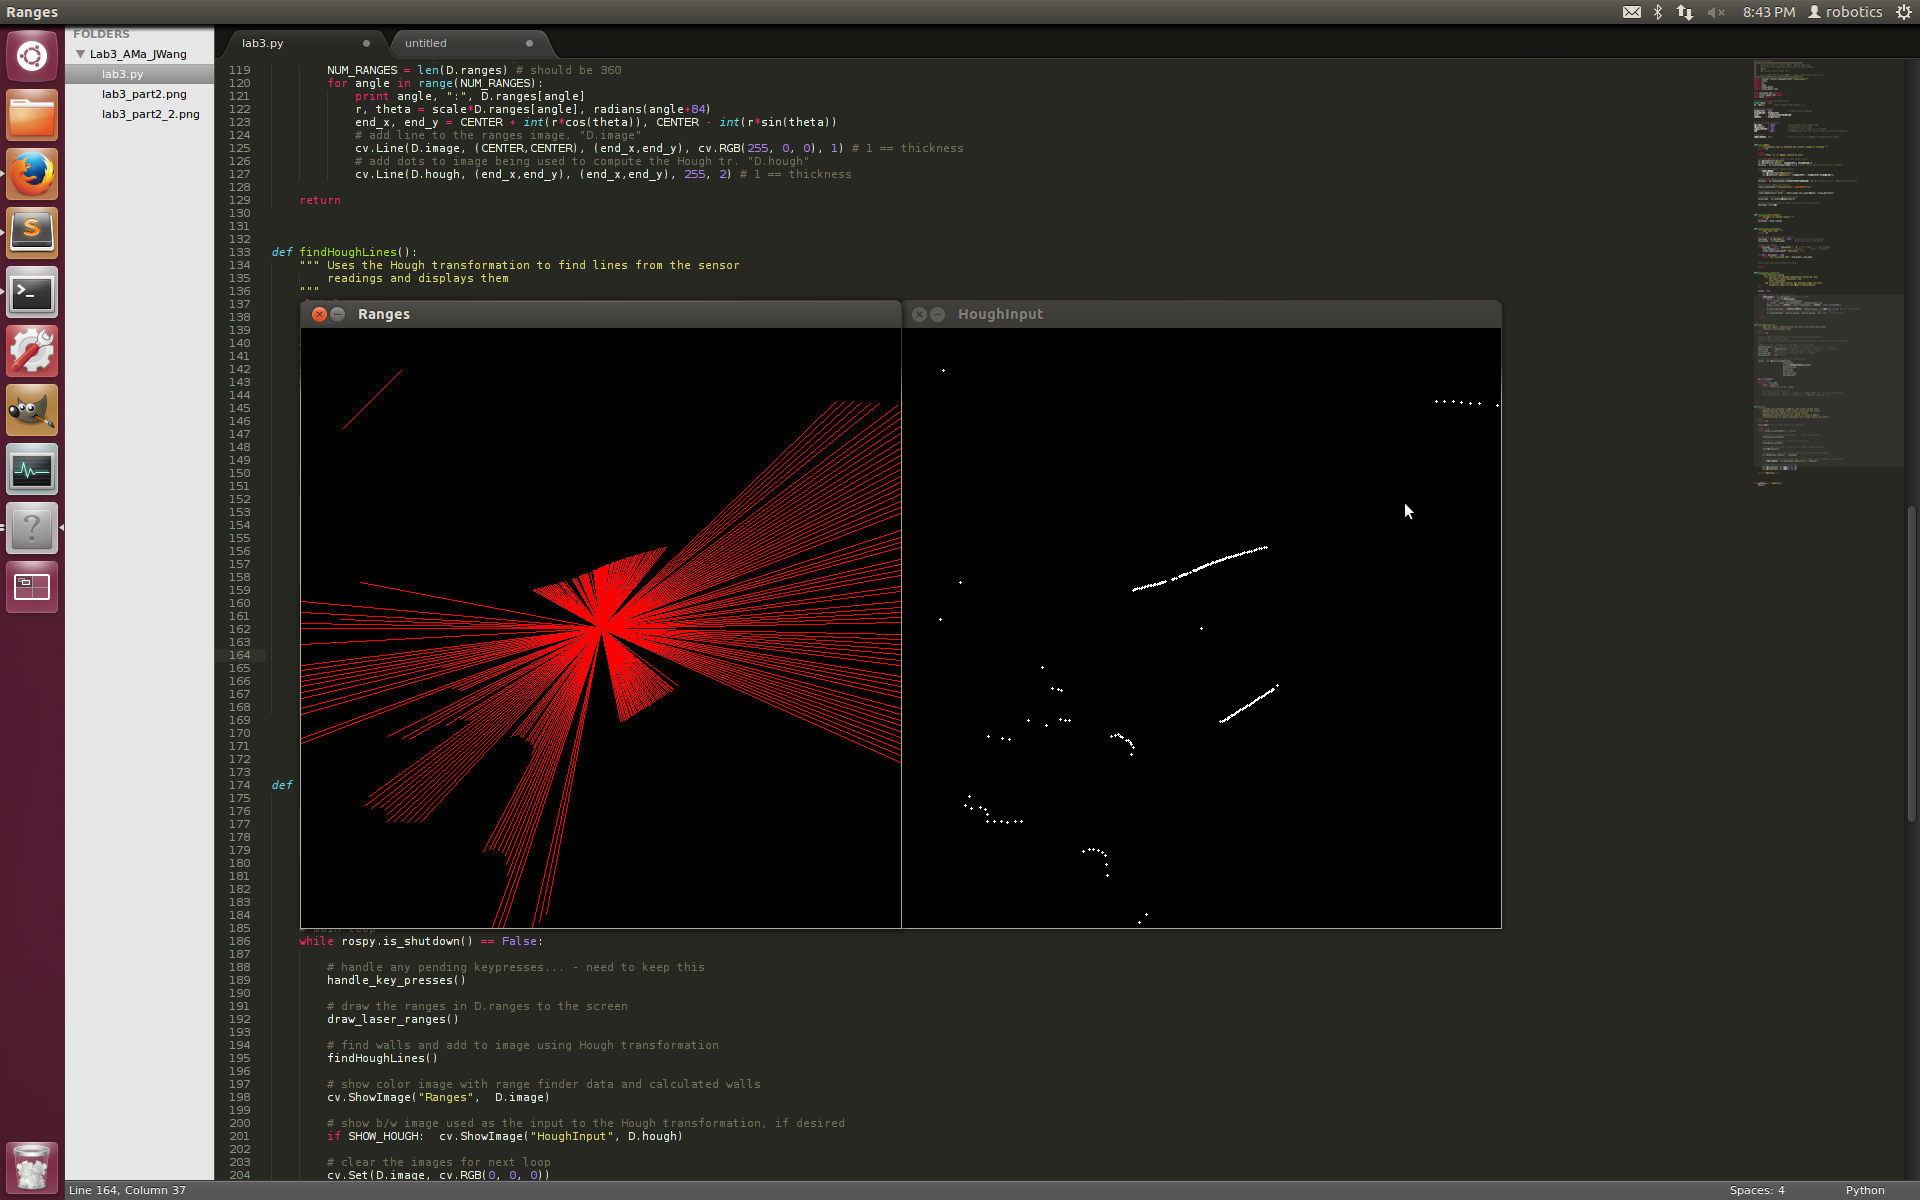 Ranges
8:43 PM
robotics
FOLDERS
Lab3_AMa_JWang
lab3.py
lab3_part2.png
lab3_part2_2.png
lab3.py
untitled
119 NUM_RANGES = len(D.ranges) # should be 360
120 for angle in range(NUM_RANGES):
121 print angle, ":", D.ranges[angle]
122 r, theta = scale*D.ranges[angle], radians(angle+84)
123 end_x, end_y = CENTER + int(r*cos(theta)), CENTER - int(r*sin(theta))
124 # add line to the ranges image, "D.image"
125 cv.Line(D.image, (CENTER,CENTER), (end_x,end_y), cv.RGB(255, 0, 0), 1) # 1 == thickness
126 # add dots to image being used to compute the Hough tr. "D.hough"
127 cv.Line(D.hough, (end_x,end_y), (end_x,end_y), 255, 2) # 1 == thickness
128
129 return
130
131
132
133 def findHoughLines():
134 """ Uses the Hough transformation to find lines from the sensor
135 readings and displays them
136 """
137
Ranges
HoughInput
138
139
140
141
142
143
144
145
146
147
148
149
150
151
152
153
154
155
156
157
158
159
160
161
162
163
164
165
166
167
168
169
170
171
172
173
174 def
175
176
177
178
179
180
181
182
183
184
185 # main loop
186 while rospy.is_shutdown() == False:
187
188 # handle any pending keypresses... - need to keep this
189 handle_key_presses()
190
191 # draw the ranges in D.ranges to the screen
192 draw_laser_ranges()
193
194 # find walls and add to image using Hough transformation
195 findHoughLines()
196
197 # show color image with range finder data and calculated walls
198 cv.ShowImage("Ranges",  D.image)
199
200 # show b/w image used as the input to the Hough transformation, if desired
201 if SHOW_HOUGH:  cv.ShowImage("HoughInput", D.hough)
202
203 # clear the images for next loop
204 cv.Set(D.image, cv.RGB(0, 0, 0))
Line 164, Column 37
Spaces: 4
Python